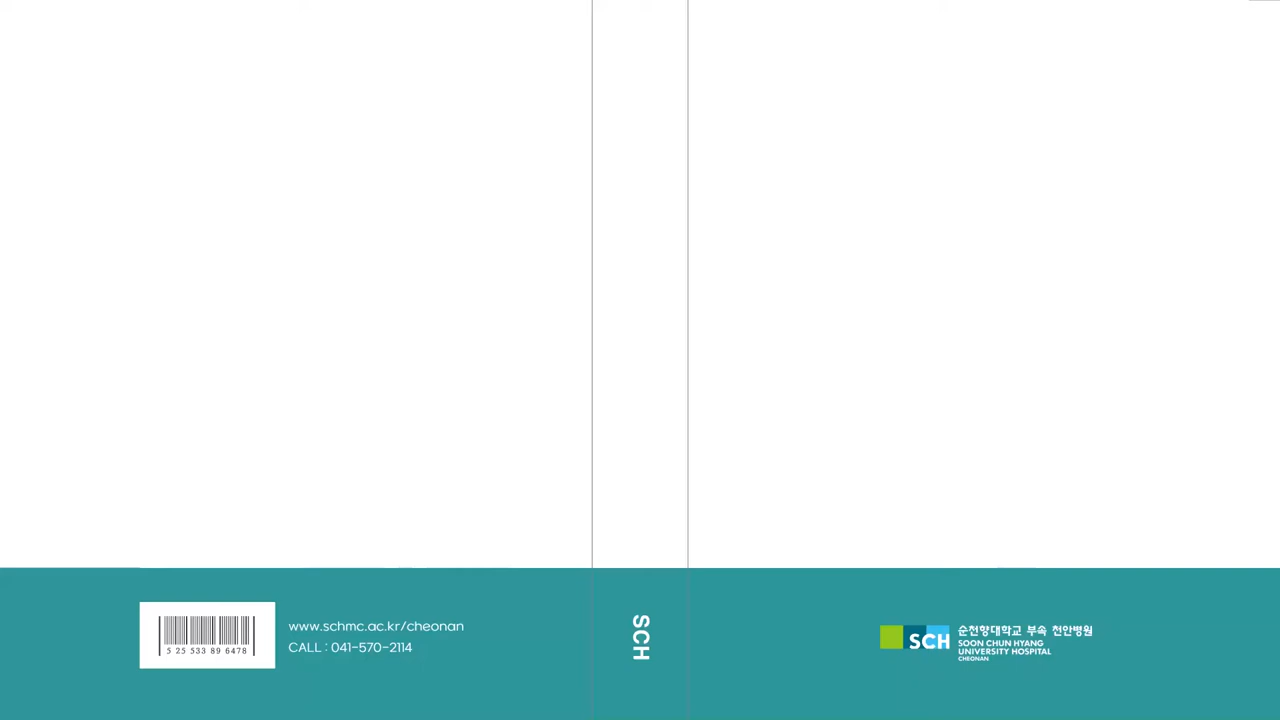 5 25 533 89 6478
www.schmc.ac.kr/cheonan
CALL : 041-570-2114
SCH
SCH
순천향대학교 부속 천안병원
SOON CHUN HYANG
UNIVERSITY HOSPITAL
CHEONAN